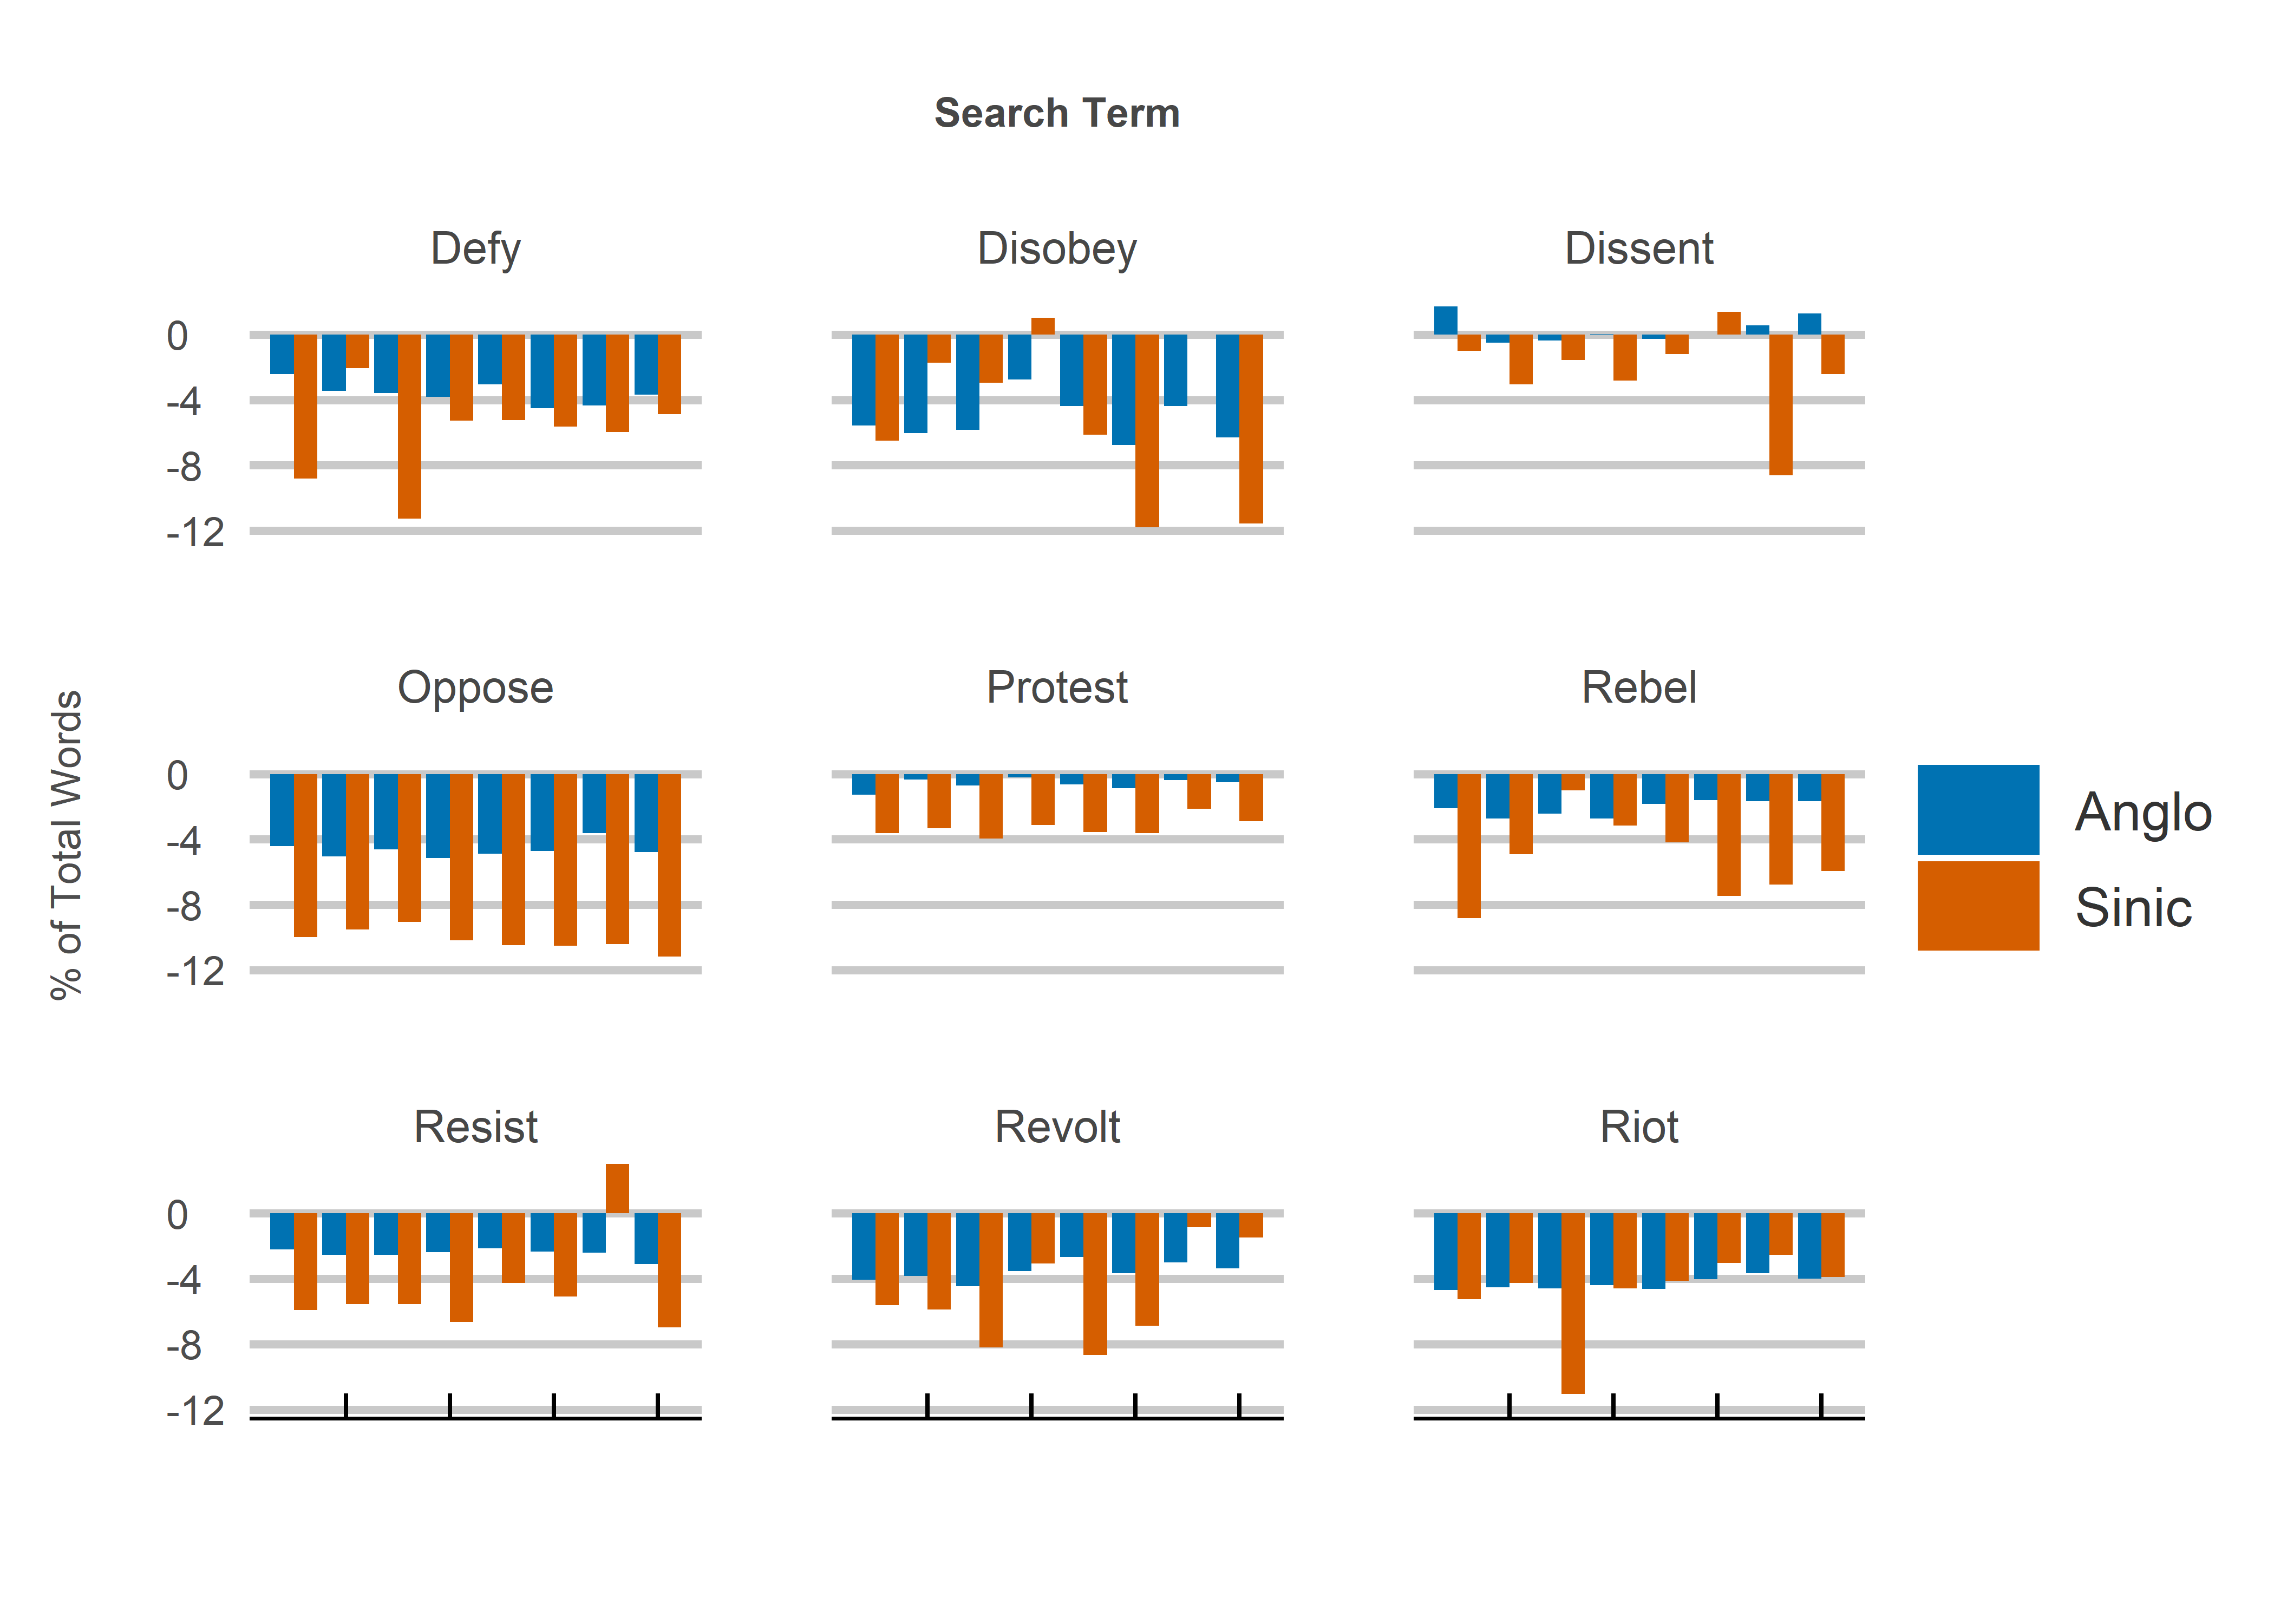 Search Term
Defy
Disobey
Dissent
0
-4
-8
-12
Oppose
Protest
Rebel
% of Total Words
0
-4
-8
-12
Anglo
Sinic
Resist
Revolt
Riot
0
-4
-8
-12